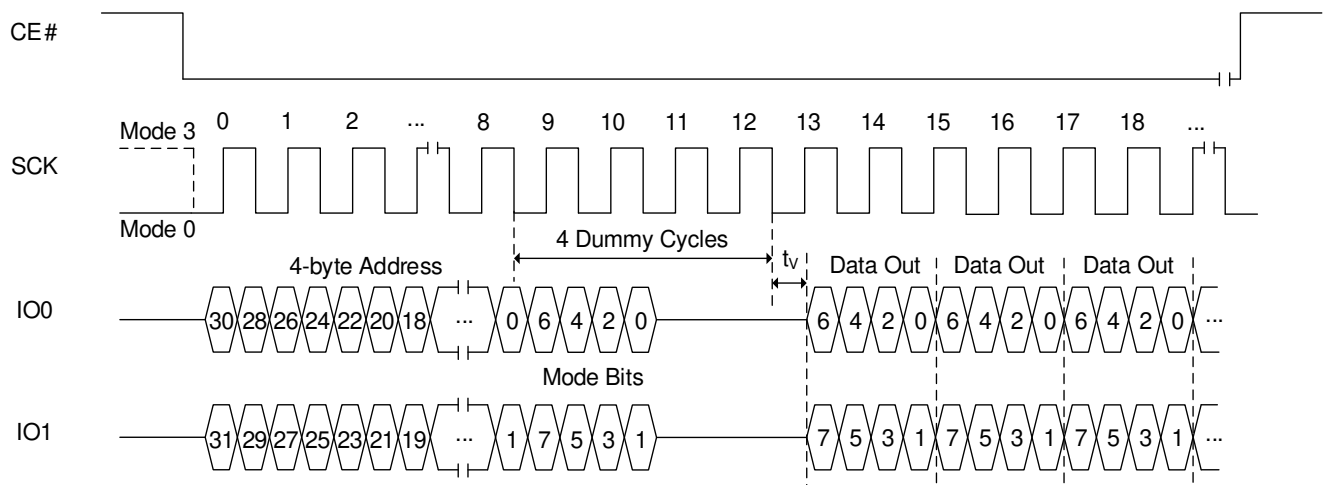 CE#
0 1 2 ... 8 9 10 11 12 13 14 15 16 17 18 ...
Mode 3
SCK
Mode 0
4 Dummy Cycles
tV
4-byte Address
Data Out Data Out Data Out
IO0 30 28 26 24 22 20 18 ... 0 6 4 2 0 6 4 2 0 6 4 2 0 6 4 2 0 ...
Mode Bits
IO1 31 29 27 25 23 21 19 ... 1 7 5 3 1 7 5 3 1 7 5 3 1 7 5 3 1 ...